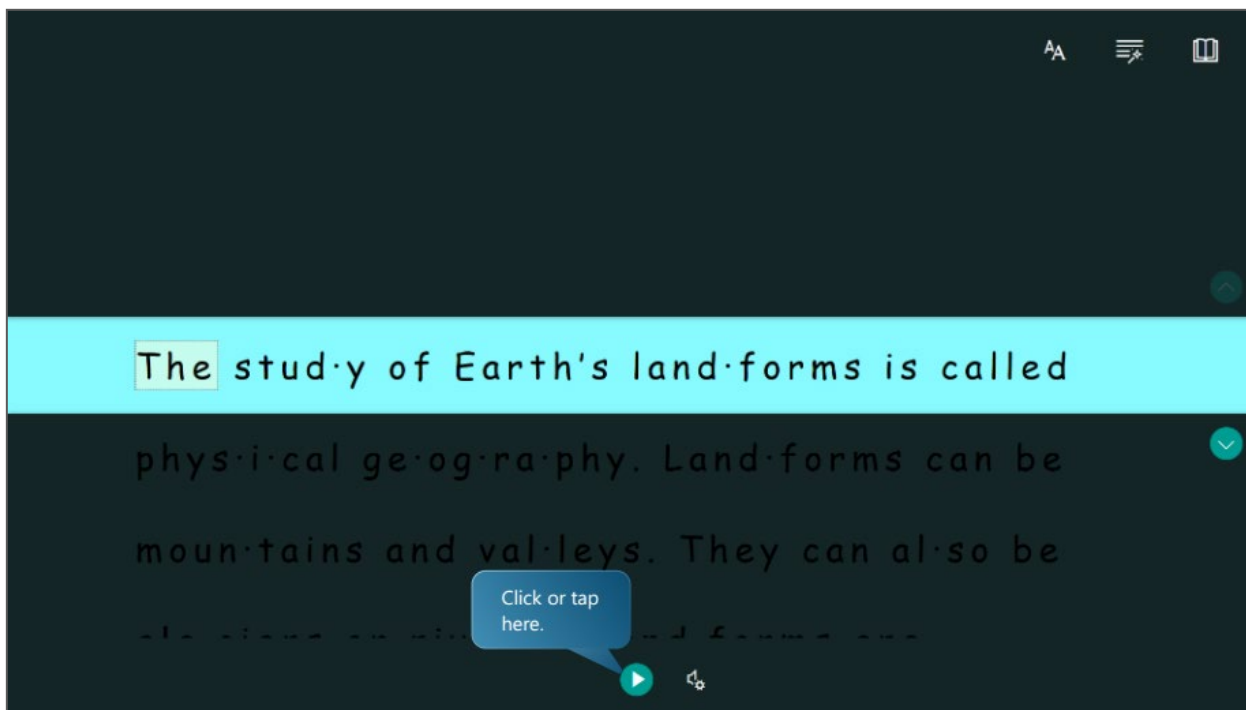 AA
The stud·y of Earth's land·forms is called
phys·i·cal ge·og·ra·phy. Land·forms can be
moun·tains and val·leys. They can al·so be
Click or tap
here.